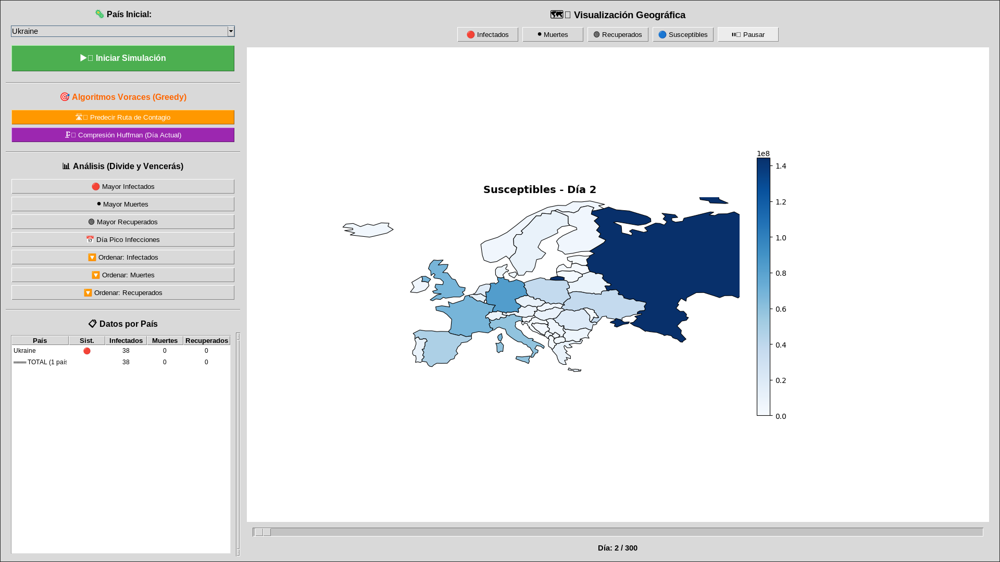 País Inicial:
Ukraine
Iniciar Simulación
Algoritmos Voraces (Greedy)
Predecir Ruta de Contagio
Compresión Huffman (Día Actual)
Análisis (Divide y Vencerás)
Mayor Infectados
Mayor Muertes
Mayor Recuperados
Día Pico Infecciones
Ordenar: Infectados
Ordenar: Muertes
Ordenar: Recuperados
Datos por País
País Sist. Infectados Muertes Recuperados
Ukraine 38 0 0
═══ TOTAL (1 país 38 0 0
Visualización Geográfica
Infectados Muertes Recuperados Susceptibles Pausar
Susceptibles - Día 2
1e8
1.4
1.2
1.0
0.8
0.6
0.4
0.2
0.0
Día: 2 / 300